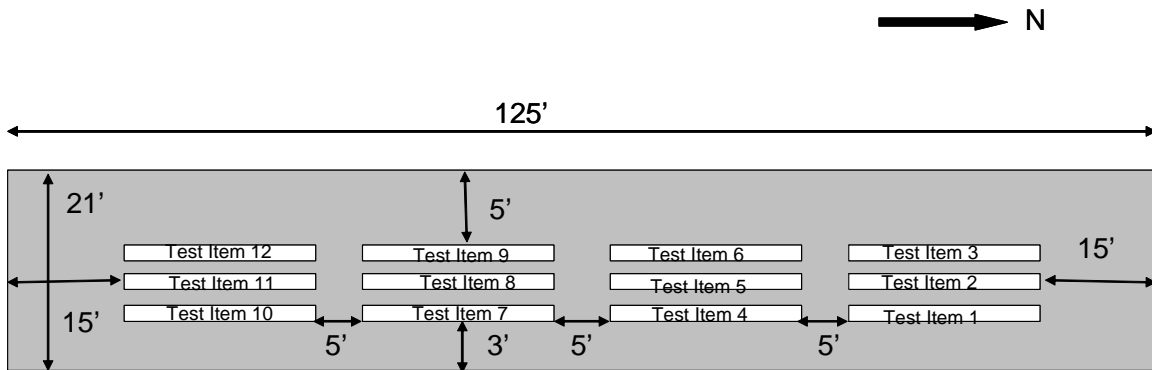 N
125’
21’
5’
Test Item 12 Test Item 9 Test Item 6 Test Item 3
15’
Test Item 11 Test Item 8 Test Item 5 Test Item 2
Test Item 10 Test Item 7 Test Item 4 Test Item 1
15’
5’ 3’ 5’ 5’